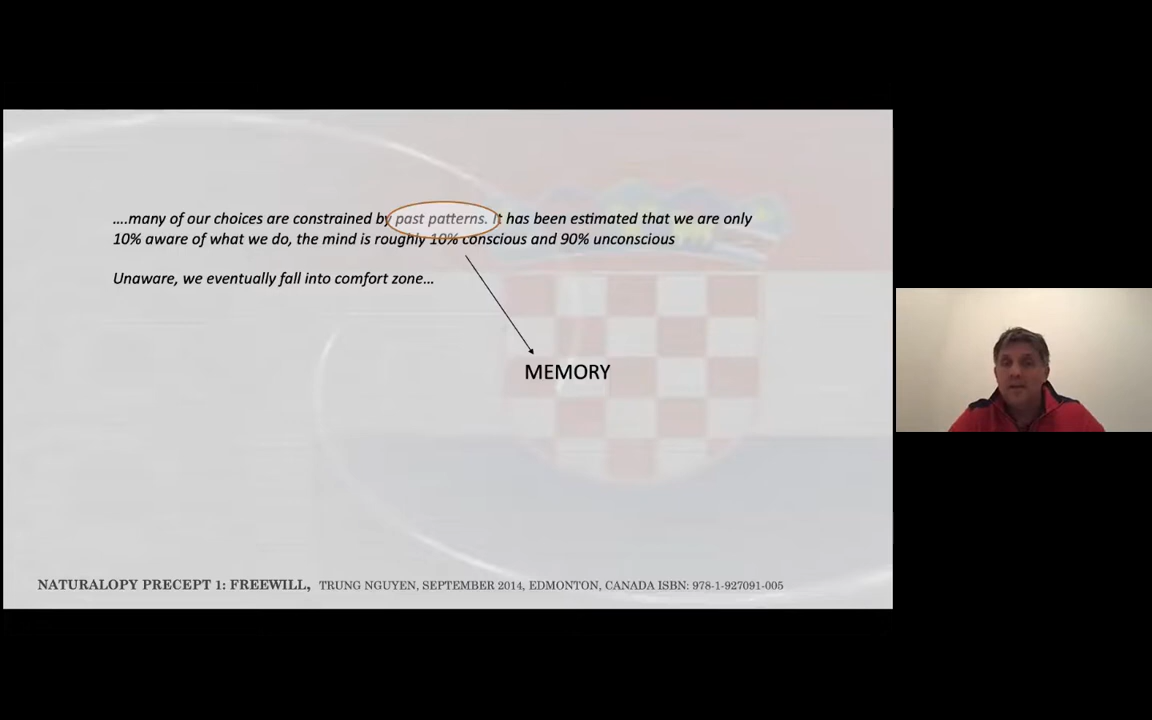 ....many of our choices are constrained by past patterns. It has been estimated that we are only
10% aware of what we do, the mind is roughly 10% conscious and 90% unconscious
Unaware, we eventually fall into comfort zone...
MEMORY
NATURALOPY PRECEPT 1: FREEWILL, TRUNG NGUYEN, SEPTEMBER 2014, EDMONTON, CANADA ISBN: 978-1-927091-005